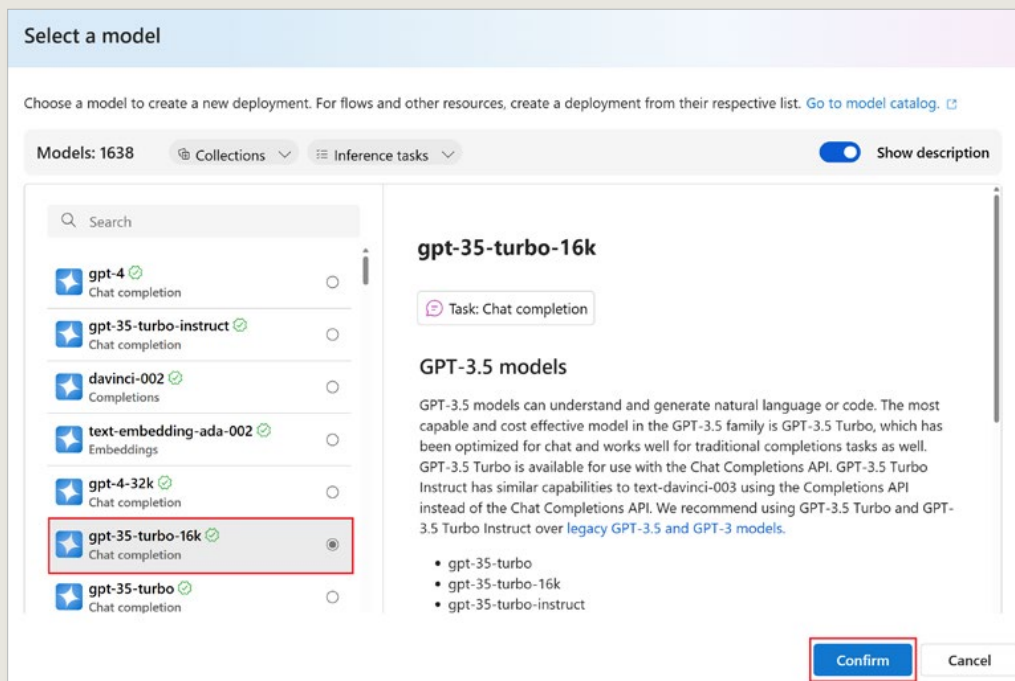 Select a model
Choose a model to create a new deployment. For flows and other resources, create a deployment from their respective list. Go to model catalog.
Models: 1638 Collections Inference tasks Show description
Search
gpt-4
Chat completion
gpt-35-turbo-instruct
Chat completion
davinci-002
Completions
text-embedding-ada-002
Embeddings
gpt-4-32k
Chat completion
gpt-35-turbo-16k
Chat completion
gpt-35-turbo
Chat completion
gpt-35-turbo-16k
Task: Chat completion
GPT-3.5 models
GPT-3.5 models can understand and generate natural language or code. The most
capable and cost effective model in the GPT-3.5 family is GPT-3.5 Turbo, which has
been optimized for chat and works well for traditional completions tasks as well.
GPT-3.5 Turbo is available for use with the Chat Completions API. GPT-3.5 Turbo
Instruct has similar capabilities to text-davinci-003 using the Completions API
instead of the Chat Completions API. We recommend using GPT-3.5 Turbo and GPT-
3.5 Turbo Instruct over legacy GPT-3.5 and GPT-3 models.
• gpt-35-turbo
• gpt-35-turbo-16k
• gpt-35-turbo-instruct
Confirm Cancel